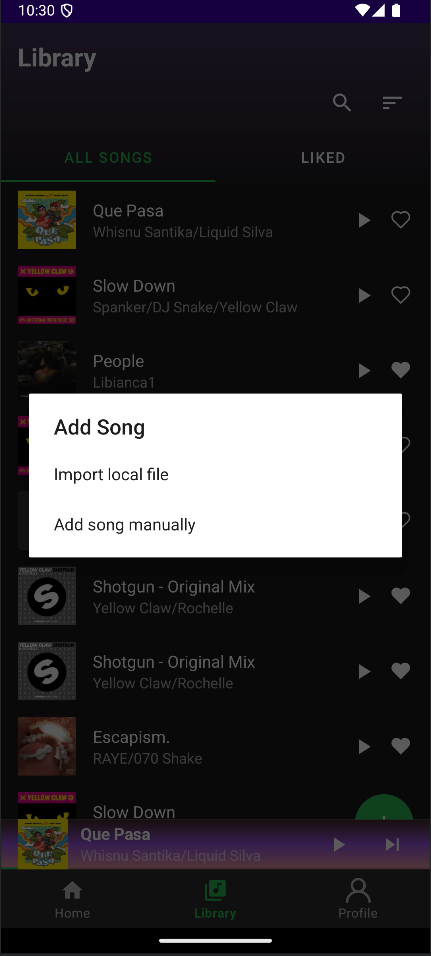 10:30
Library
ALL SONGS
LIKED
QUE PASA
Que Pasa
Whisnu Santika/Liquid Silva
YELLOW CLAW
Slow Down
Spanker/DJ Snake/Yellow Claw
People
Libianca1
Add Song
Import local file
Add song manually
Shotgun - Original Mix
Yellow Claw/Rochelle
Shotgun - Original Mix
Yellow Claw/Rochelle
Escapism.
RAYE/070 Shake
YELLOW CLAW
Slow Down
Que Pasa
Whisnu Santika/Liquid Silva
Home
Library
Profile